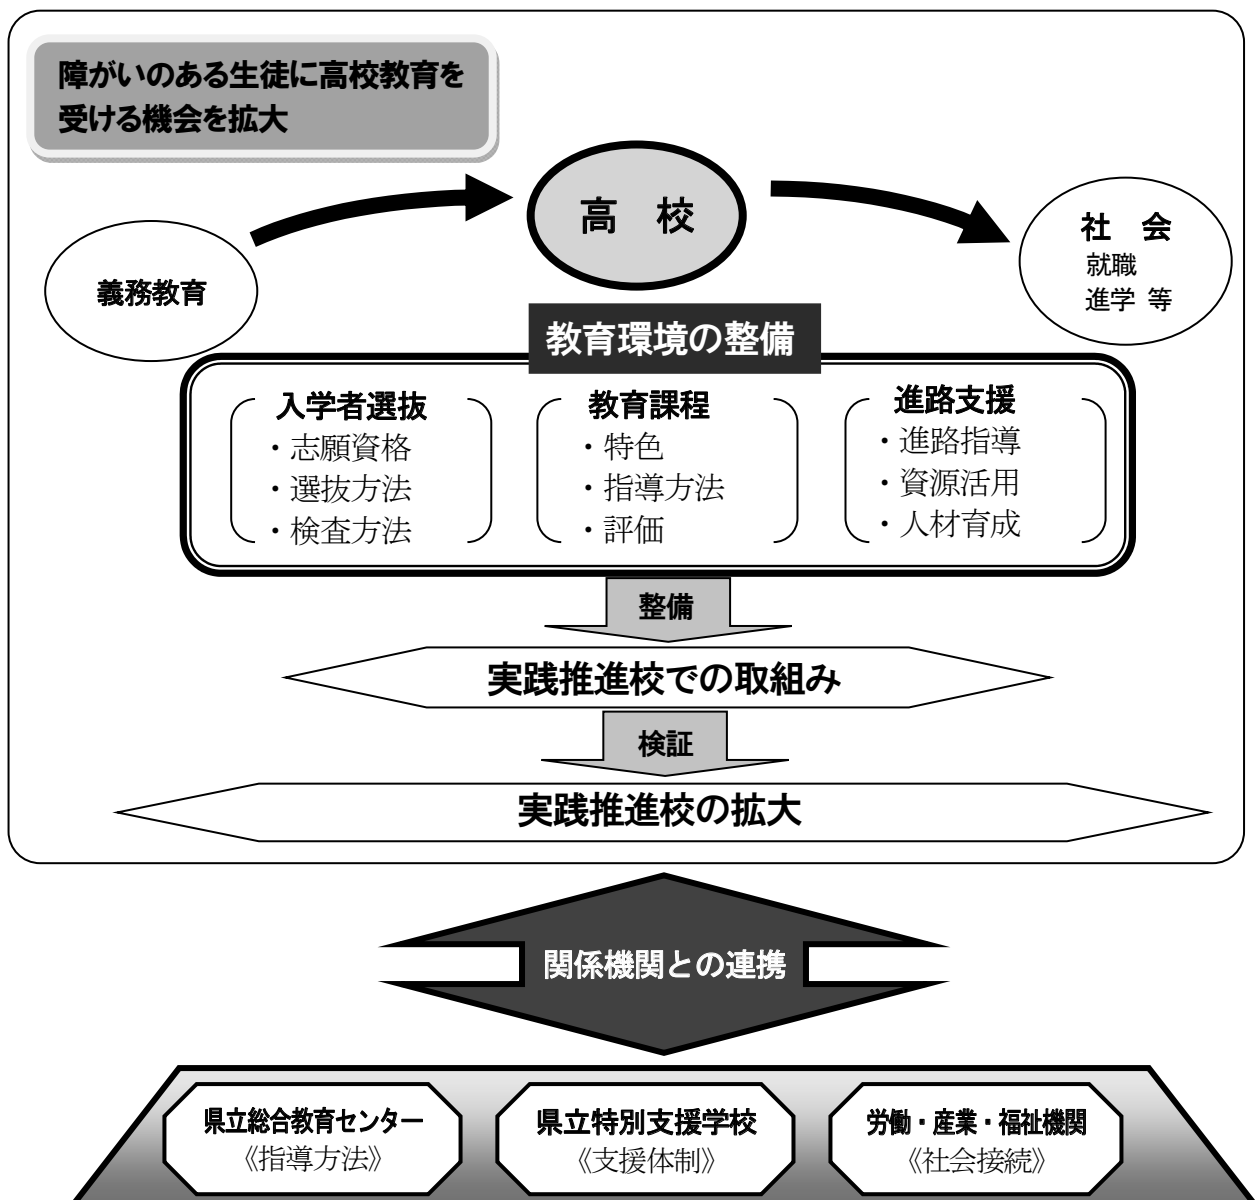 障がいのある生徒に高校教育を
受ける機会を拡大
高　校
義務教育
社　会
就職
進学 等
教育環境の整備
入学者選抜
・志願資格
・選抜方法
・検査方法
教育課程
・特色
・指導方法
・評価
進路支援
・進路指導
・資源活用
・人材育成
整備
実践推進校での取組み
検証
実践推進校の拡大
関係機関との連携
県立総合教育センター
《指導方法》
県立特別支援学校
《支援体制》
労働・産業・福祉機関
《社会接続》